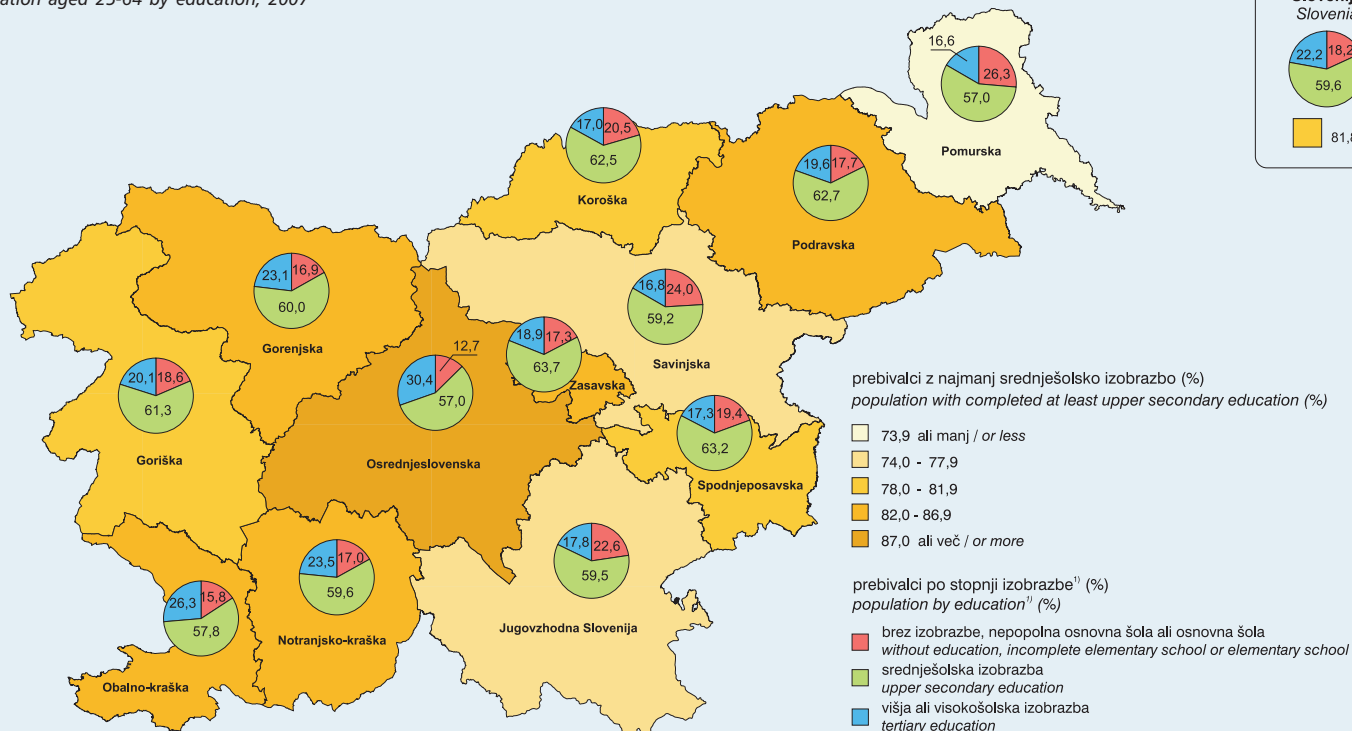 aged 25-64 by education, 2007
Slovenia
22,2 18,2
59,6
81,8
16,6
26,3
57,0
Pomurska
17,0 20,5
62,5
Koroška
19,6 17,7
62,7
Podravska
23,1 16,9
60,0
Gorenjska
16,8 24,0
59,2
Savinjska
18,9 17,3
63,7
Zasavska
12,7
30,4
57,0
Osrednjeslovenska
20,1 18,6
61,3
Goriška
17,3 19,4
63,2
Spodnjeposavska
17,8 22,6
59,5
Jugovzhodna Slovenija
23,5 17,0
59,6
Notranjsko-kraška
26,3 15,8
57,8
Obalno-kraška
prebivalci z najmanj srednješolsko izobrazbo (%)
population with completed at least upper secondary education (%)
73,9 ali manj / or less
74,0 - 77,9
78,0 - 81,9
82,0 - 86,9
87,0 ali več / or more
prebivalci po stopnji izobrazbe¹⁾ (%)
population by education¹⁾ (%)
brez izobrazbe, nepopolna osnovna šola ali osnovna šola
without education, incomplete elementary school or elementary school
srednješolska izobrazba
upper secondary education
višja ali visokošolska izobrazba
tertiary education